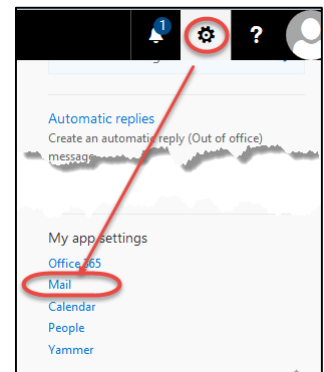 1
?
Automatic replies
Create an automatic reply (Out of office)
message
My app settings
Office 365
Mail
Calendar
People
Yammer